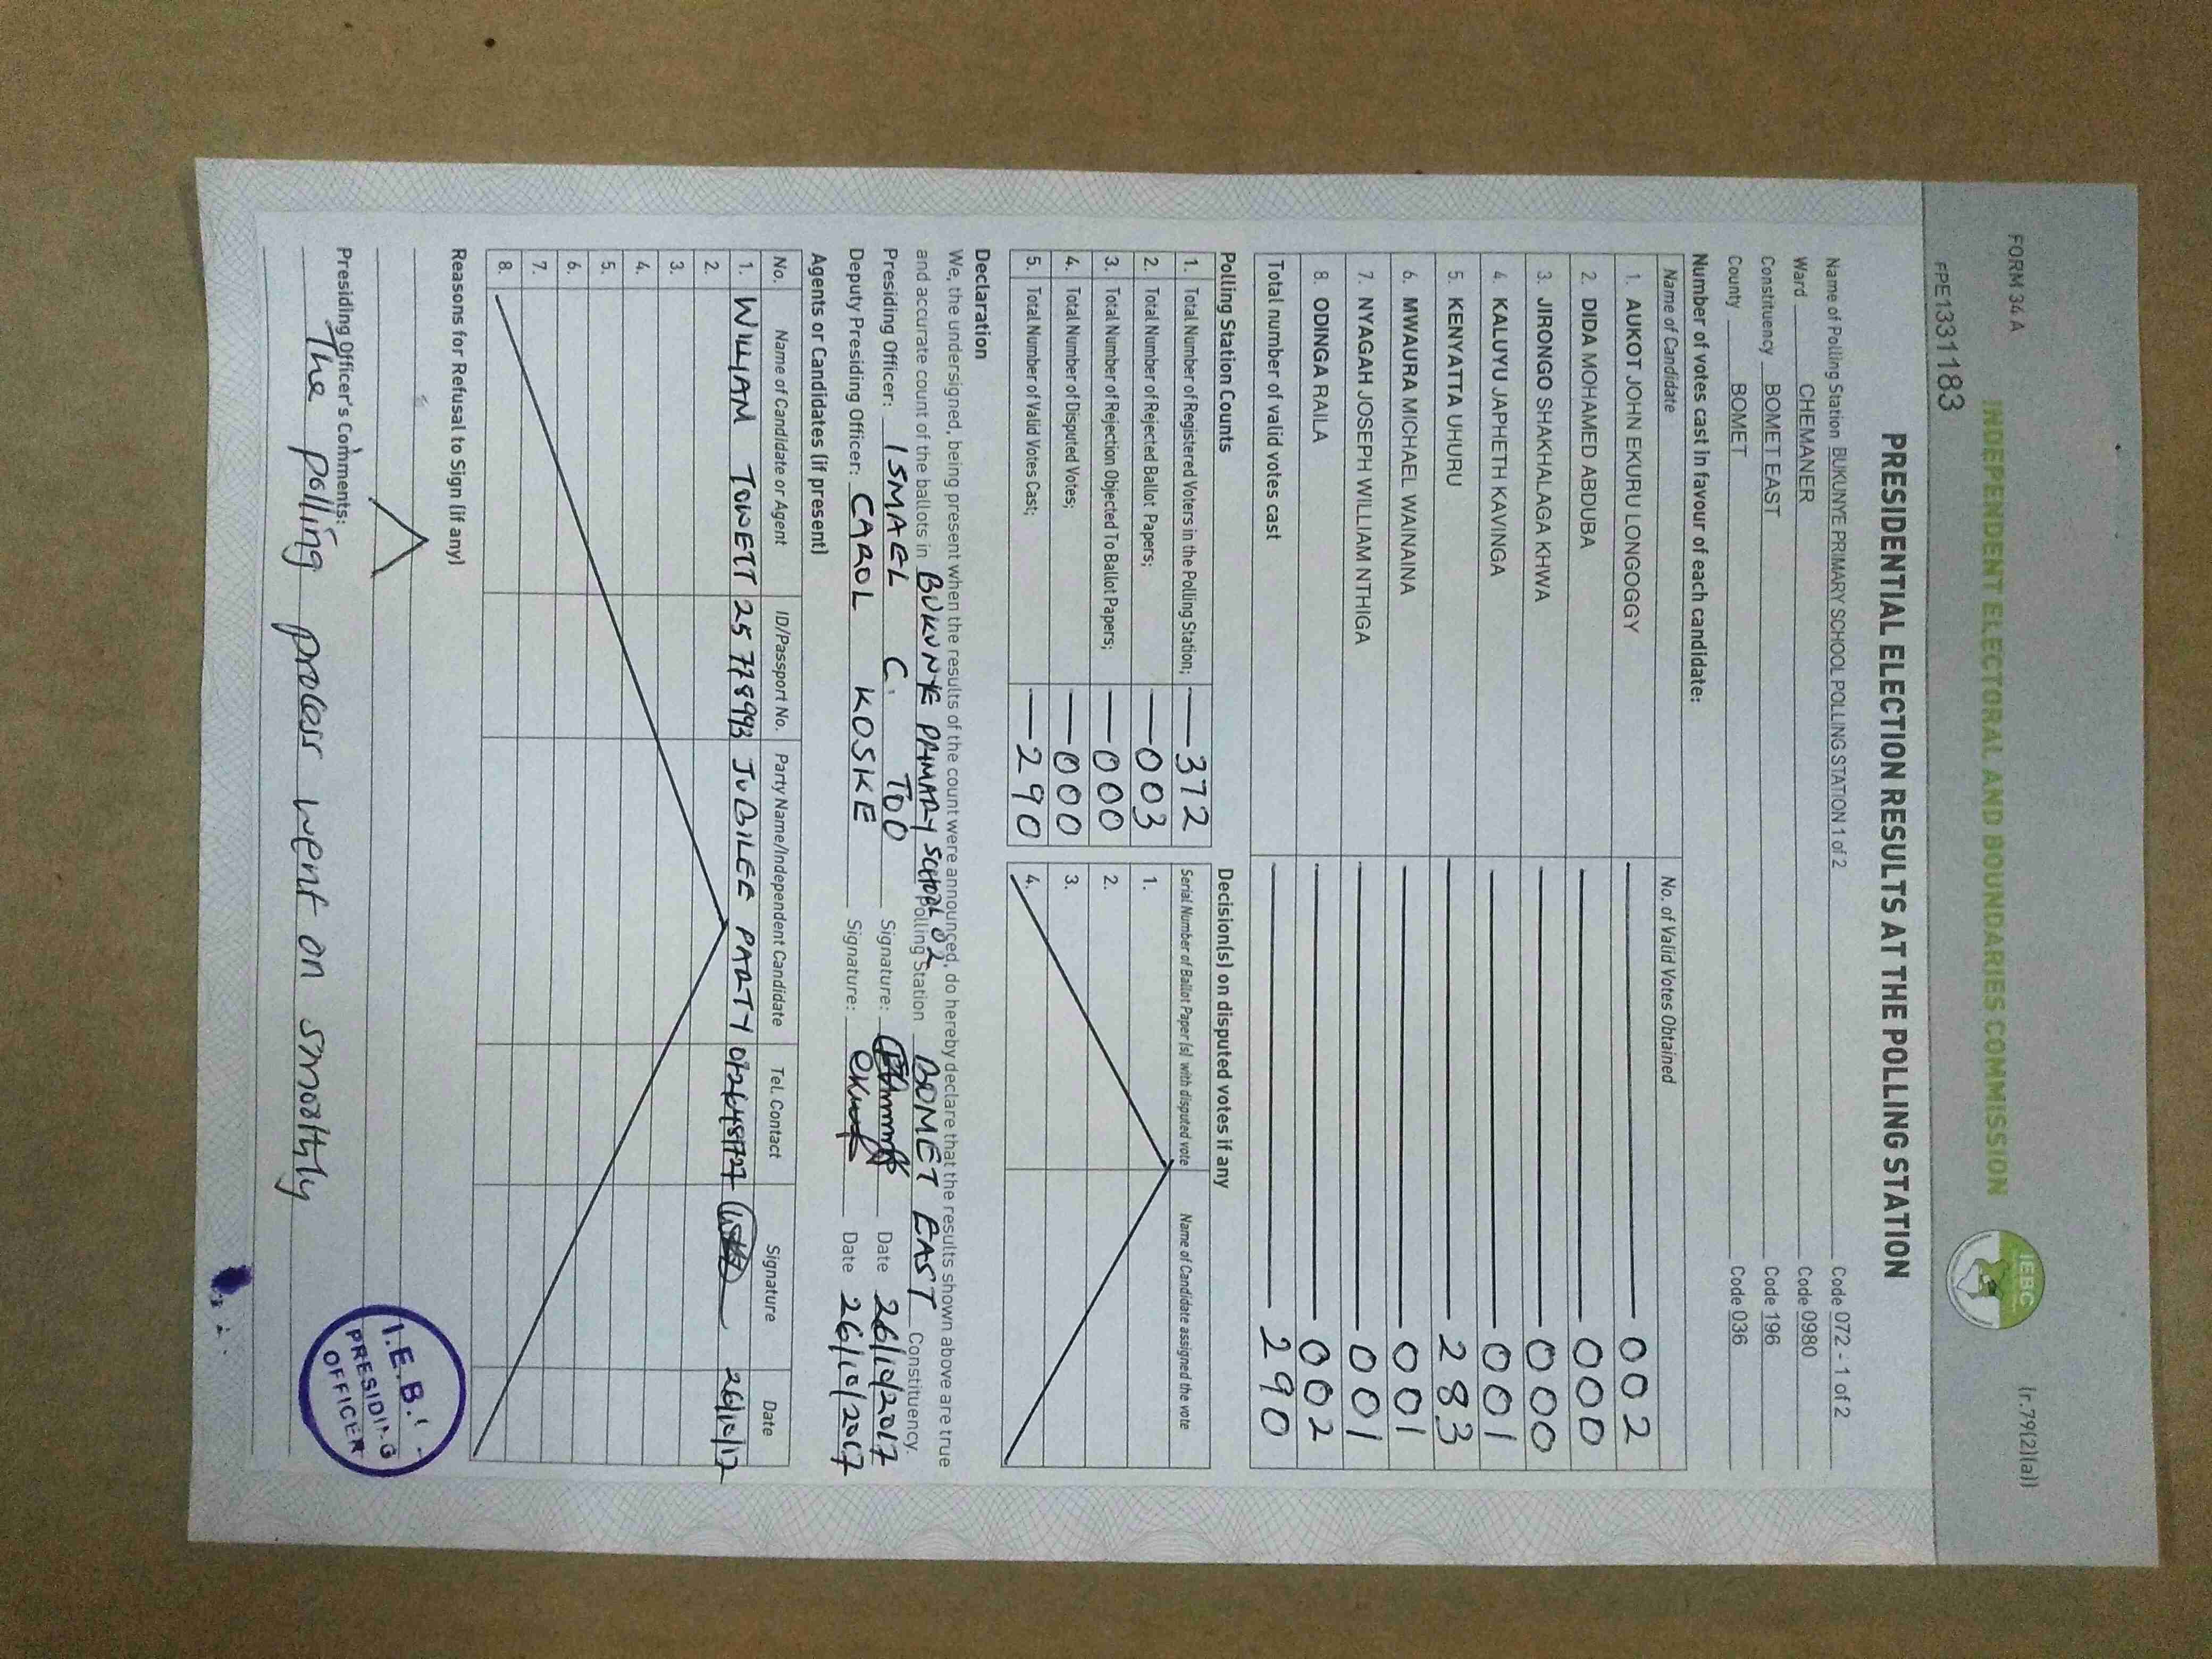 FORM 34A
(r.79(2)(a))
INDEPENDENT ELECTORAL AND BOUNDARIES COMMISSION
IEBC
FPE1331183
PRESIDENTIAL ELECTION RESULTS AT THE POLLING STATION
Name of Polling Station BUKUNYE PRIMARY SCHOOL POLLING STATION 1 of 2 Code 072 - 1 of 2
Ward CHEMANER Code 0980
Constituency BOMET EAST Code 196
County BOMET Code 036
Number of votes cast in favour of each candidate:
Name of Candidate No. of Valid Votes Obtained
1. AUKOT JOHN EKURU LONGOGGY 002
2. DIDA MOHAMED ABDUBA 000
3. JIRONGO SHAKHALAGA KHWA 000
4. KALUYU JAPHETH KAVINGA 001
5. KENYATTA UHURU 283
6. MWAURA MICHAEL WAINAINA 001
7. NYAGAH JOSEPH WILLIAM NTHIGA 001
8. ODINGA RAILA 002
Total number of valid votes cast 290
Polling Station Counts
1. Total Number of Registered Voters in the Polling Station; 372
2. Total Number of Rejected Ballot Papers; 003
3. Total Number of Rejection Objected To Ballot Papers; 000
4. Total Number of Disputed Votes; 000
5. Total Number of Valid Votes Cast; 290
Decision(s) on disputed votes if any
Serial Number of Ballot Paper (s) with disputed vote Name of Candidate assigned the vote
1.
2.
3.
4.
Declaration
We, the undersigned, being present when the results of the count were announced, do hereby declare that the results shown above are true
and accurate count of the ballots in BUKUNYE PRIMARY SCHOOL 02 Polling Station BOMET EAST Constituency.
Presiding Officer: ISMAEL C. TOO Signature: Date 26/10/2017
Deputy Presiding Officer: CAROL KOSKE Signature: Date 26/10/2017
Agents or Candidates (if present)
No. Name of Candidate or Agent ID/Passport No. Party Name/Independent Candidate Tel. Contact Signature Date
1. WILLIAM TOWETT 25778993 JUBILEE PARTY 26/10/17
2.
3.
4.
5.
6.
7.
8.
Reasons for Refusal to Sign (if any)
Presiding Officer's Comments:
The polling process went on smoothly
I.E.B.
PRESIDING
OFFICER